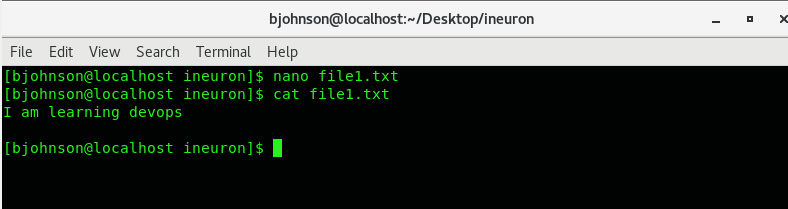 bjohnson@localhost:~/Desktop/ineuron
File Edit View Search Terminal Help
[bjohnson@localhost ineuron]$ nano file1.txt
[bjohnson@localhost ineuron]$ cat file1.txt
I am learning devops
[bjohnson@localhost ineuron]$